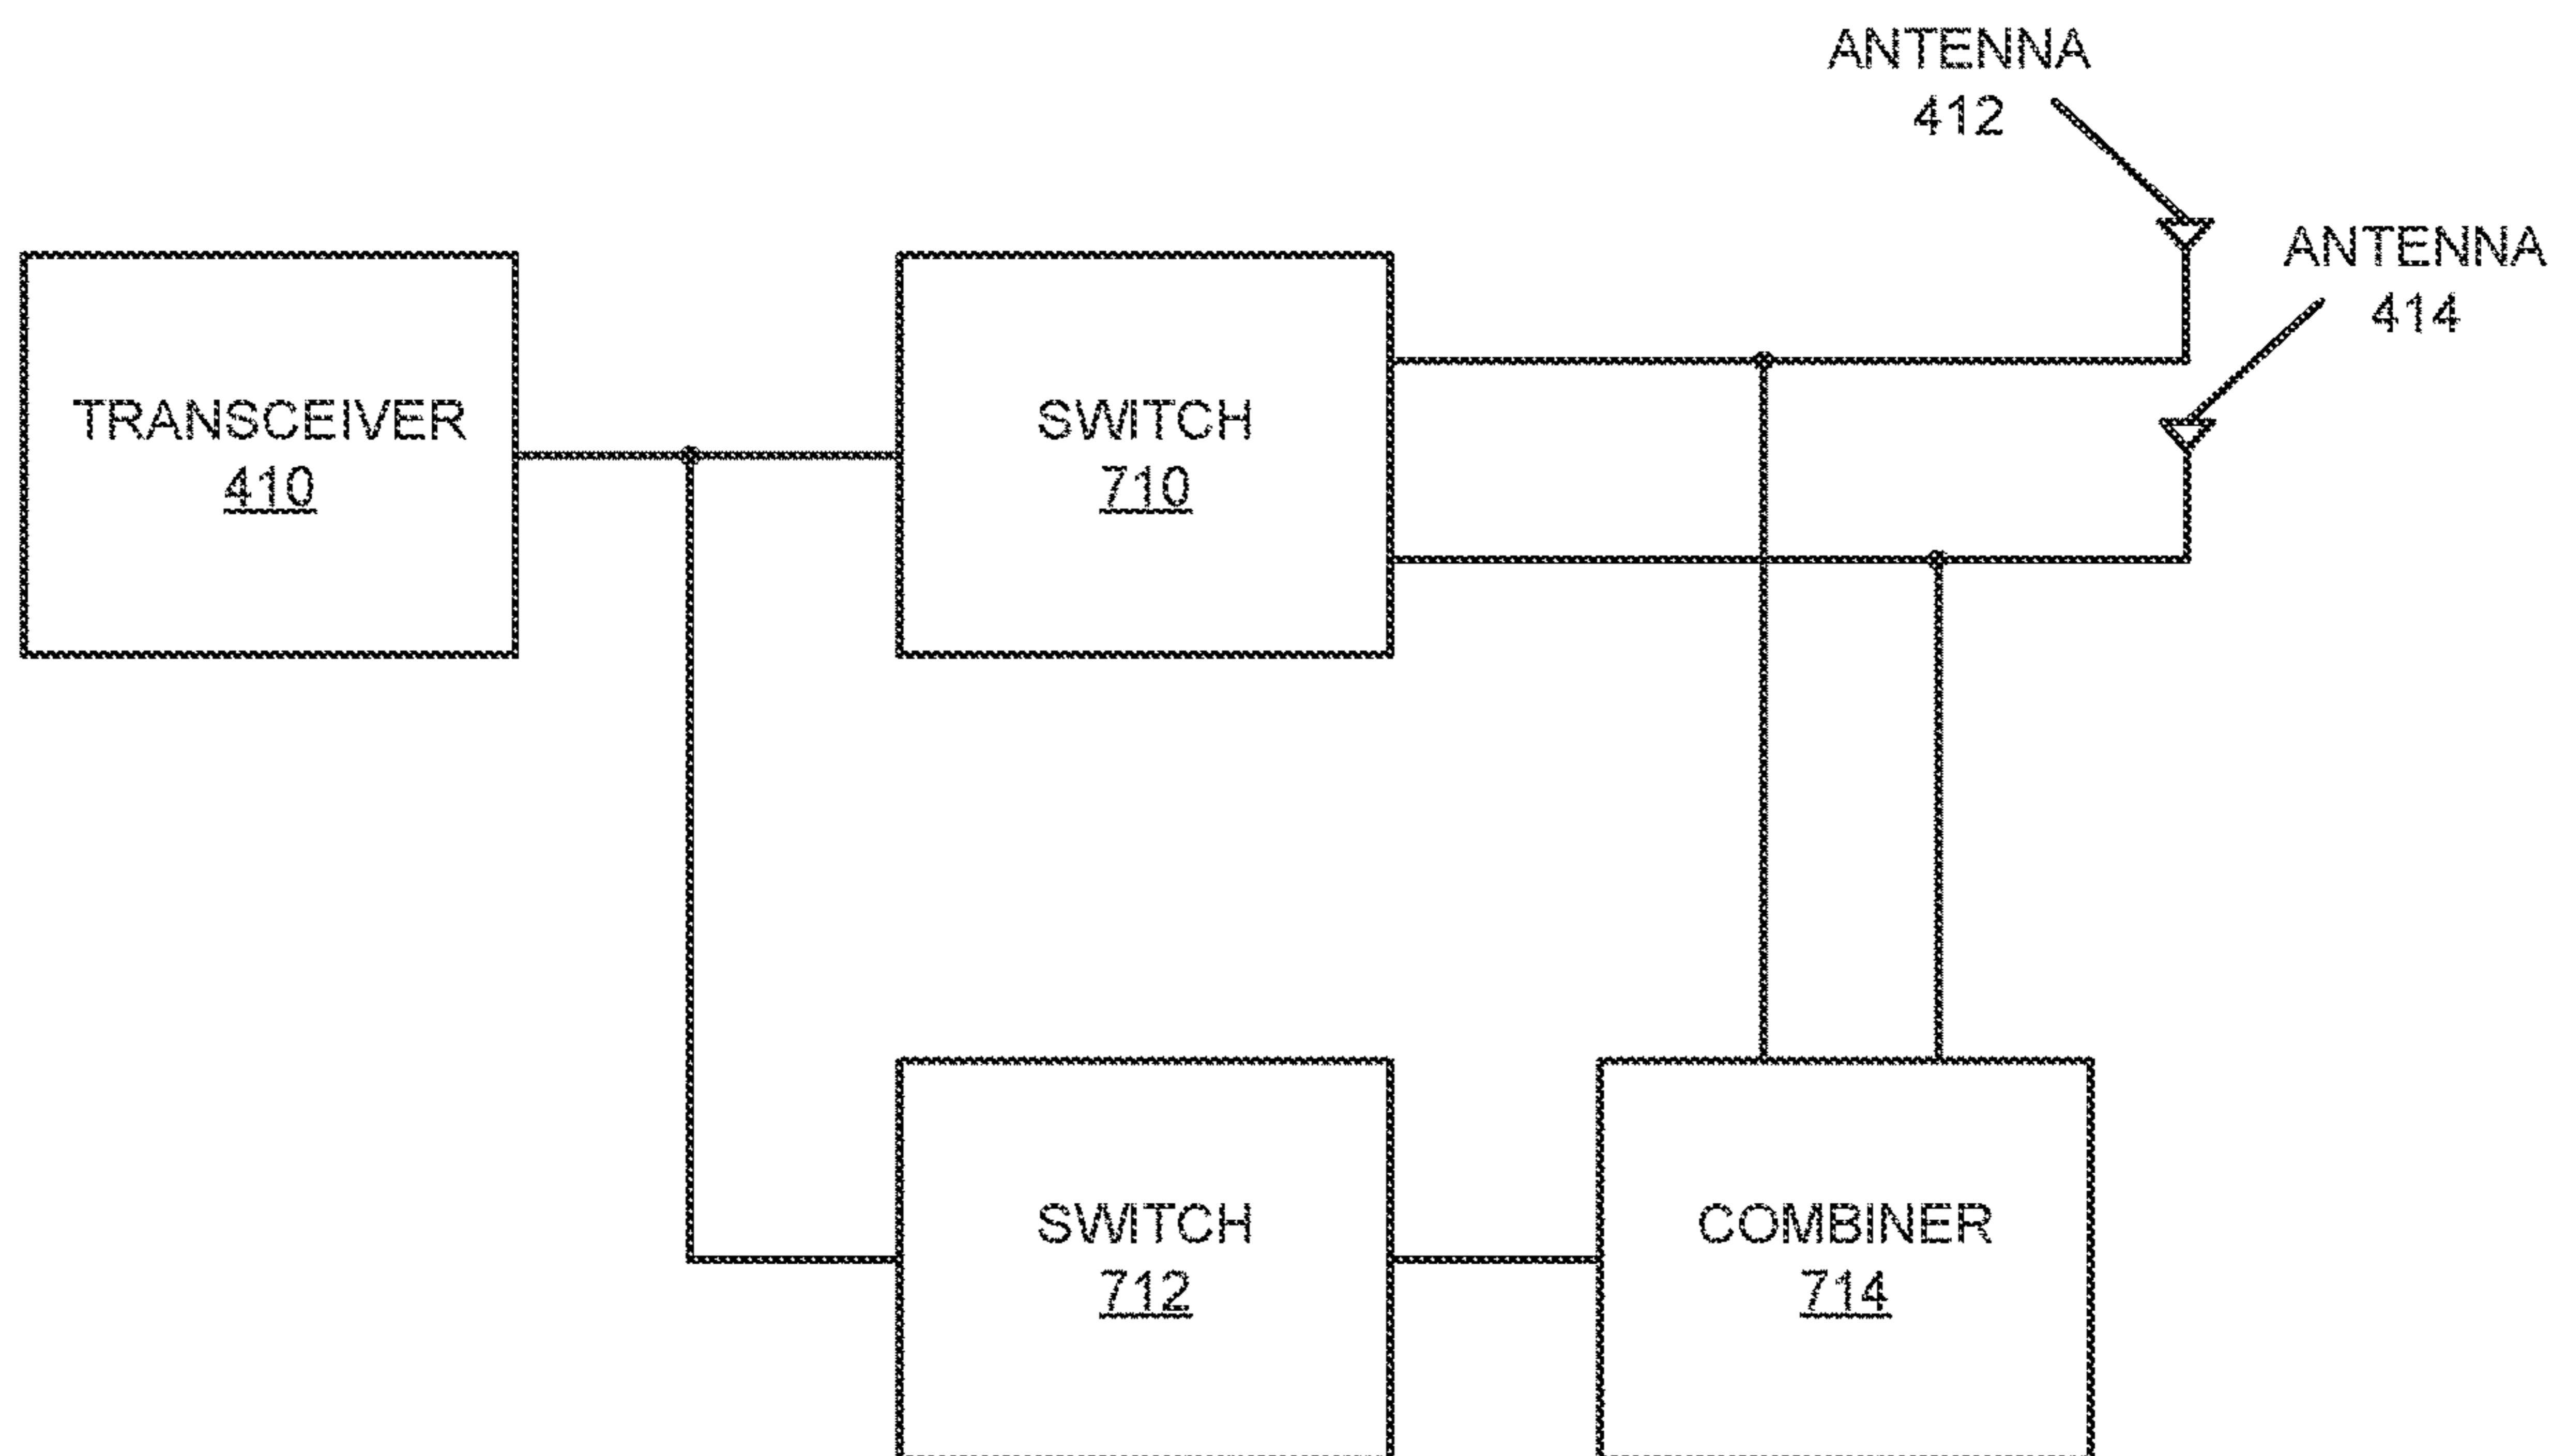 ANTENNA
412
ANTENNA
414
TRANSCEIVER
410
SWITCH
710
SWITCH
712
COMBINER
714